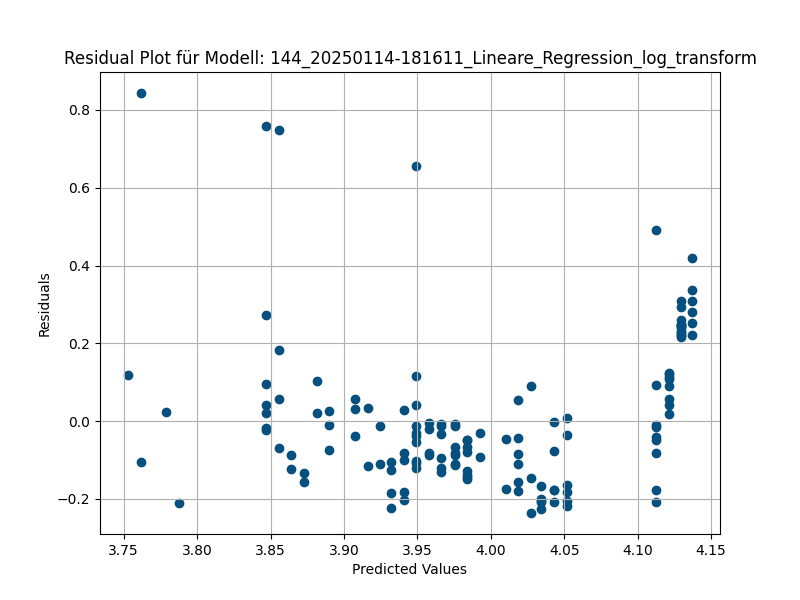 Residual Plot für Modell: 144_20250114-181611_Lineare_Regression_log_transform
0.8
0.6
0.4
0.2
0.0
−0.2
Residuals
3.75 3.80 3.85 3.90 3.95 4.00 4.05 4.10 4.15
Predicted Values